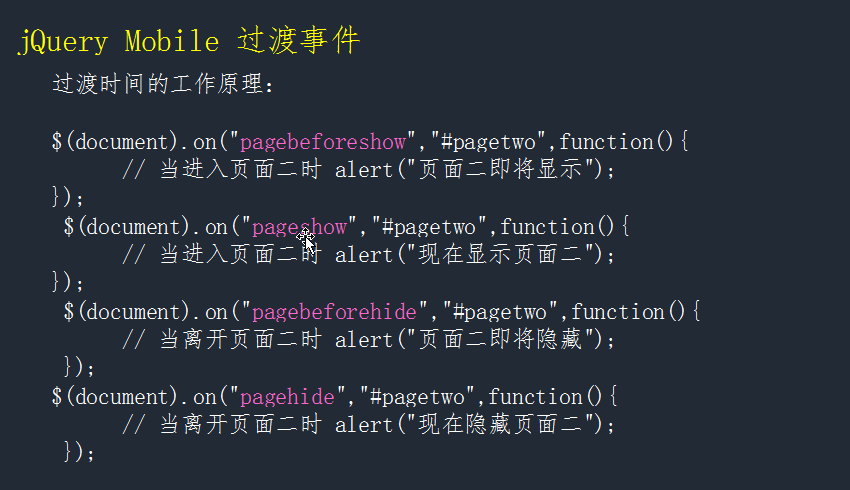 jQuery Mobile 过渡事件
过渡时间的工作原理：
$(document).on("pagebeforeshow","#pagetwo",function(){
// 当进入页面二时 alert("页面二即将显示");
});
$(document).on("pageshow","#pagetwo",function(){
// 当进入页面二时 alert("现在显示页面二");
});
$(document).on("pagebeforehide","#pagetwo",function(){
// 当离开页面二时 alert("页面二即将隐藏");
});
$(document).on("pagehide","#pagetwo",function(){
// 当离开页面二时 alert("现在隐藏页面二");
});